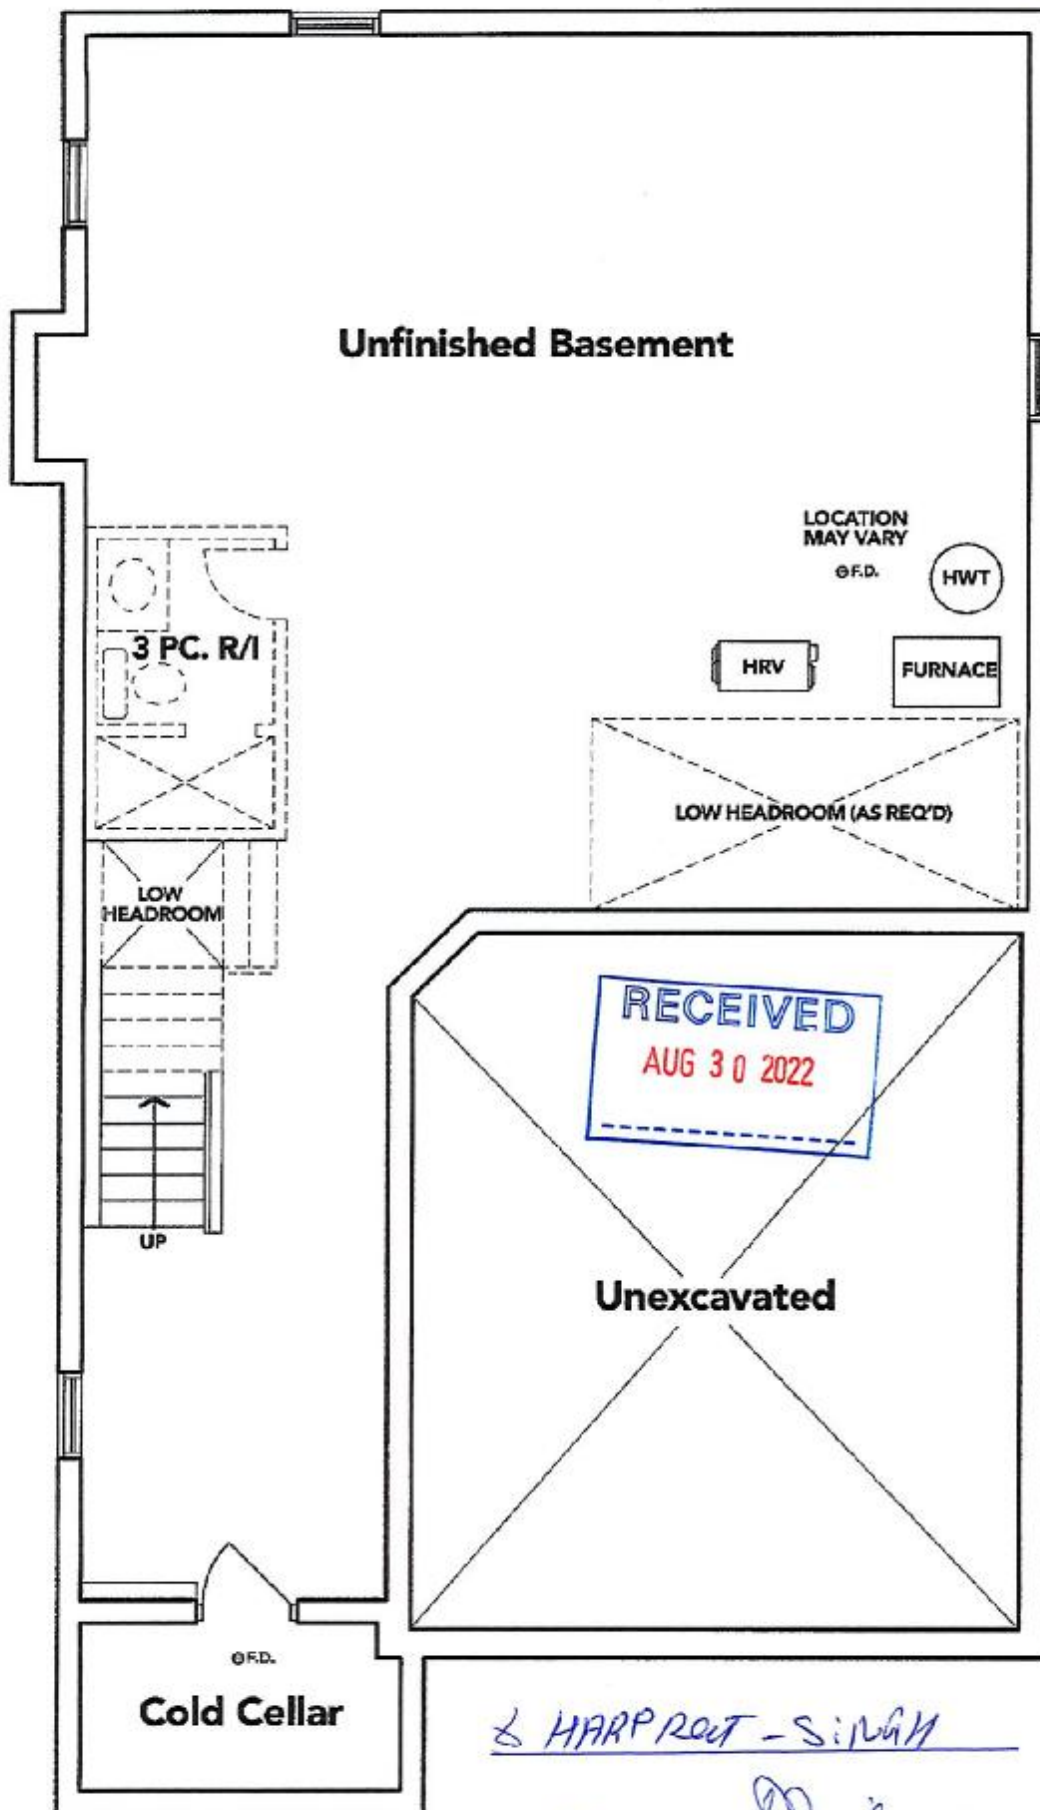 Unfinished Basement
LOCATION
MAY VARY
F.D.
HWT
3 PC. R/I
HRV
FURNACE
LOW HEADROOM (AS REQ'D)
LOW
HEADROOM
RECEIVED
AUG 30 2022
UP
Unexcavated
F.D.
Cold Cellar
HARPREET - SINGH